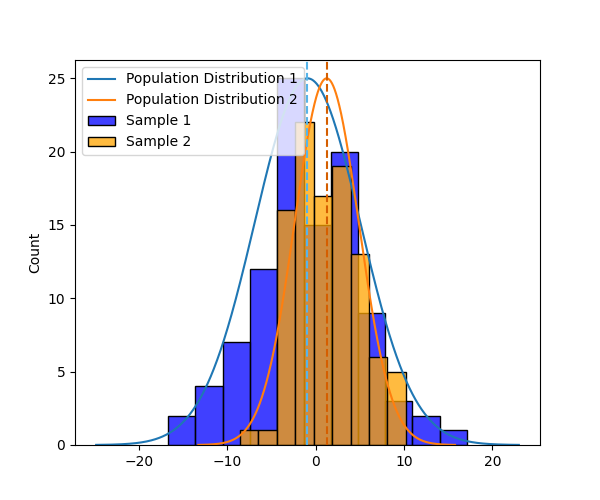 Population Distribution 1
Population Distribution 2
Sample 1
Sample 2
25
20
15
10
5
0
Count
−20
−10
0
10
20